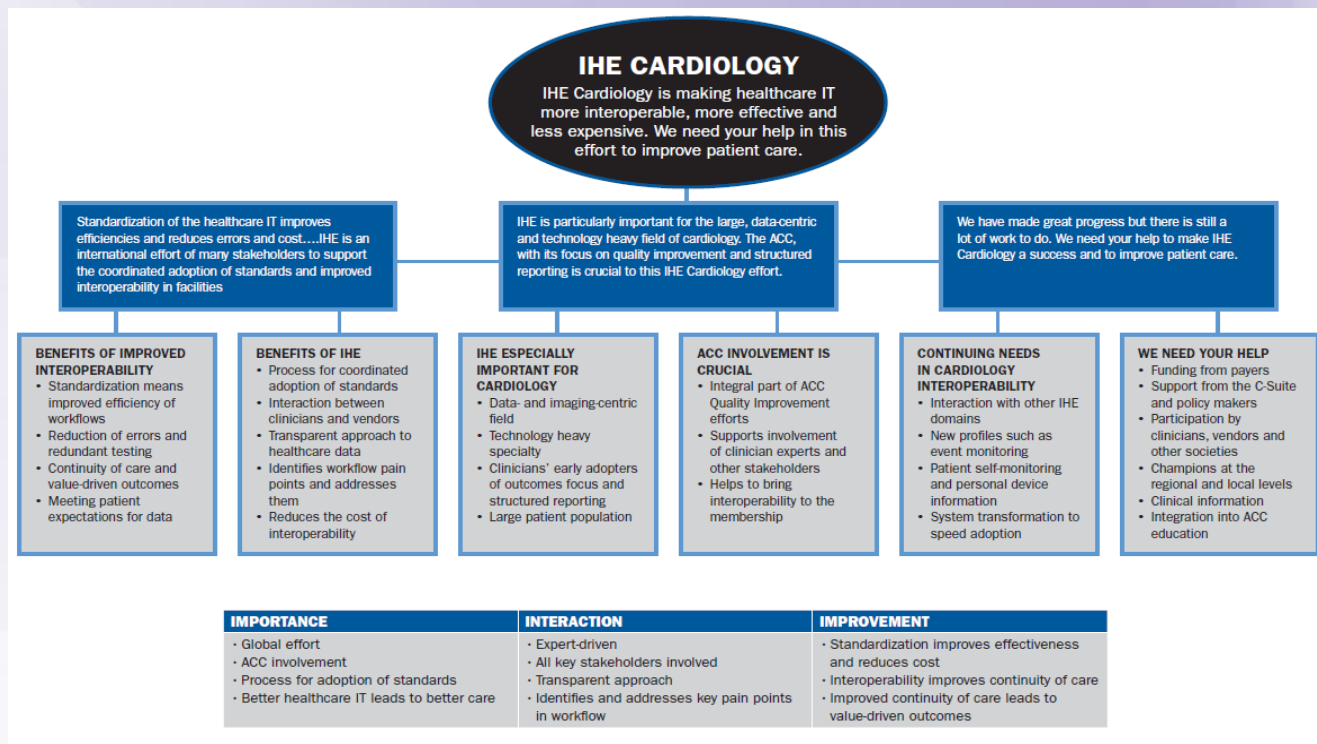 IHE CARDIOLOGY
IHE Cardiology is making healthcare IT
more interoperable, more effective and
less expensive. We need your help in this
effort to improve patient care.
Standardization of the healthcare IT improves
efficiencies and reduces errors and cost....IHE is an
international effort of many stakeholders to support
the coordinated adoption of standards and improved
interoperability in facilities
IHE is particularly important for the large, data-centric
and technology heavy field of cardiology. The ACC,
with its focus on quality improvement and structured
reporting is crucial to this IHE Cardiology effort.
We have made great progress but there is still a
lot of work to do. We need your help to make IHE
Cardiology a success and to improve patient care.
BENEFITS OF IMPROVED
INTEROPERABILITY
• Standardization means
improved efficiency of
workflows
• Reduction of errors and
redundant testing
• Continuity of care and
value-driven outcomes
• Meeting patient
expectations for data
BENEFITS OF IHE
• Process for coordinated
adoption of standards
• Interaction between
clinicians and vendors
• Transparent approach to
healthcare data
• Identifies workflow pain
points and addresses
them
• Reduces the cost of
interoperability
IHE ESPECIALLY
IMPORTANT FOR
CARDIOLOGY
• Data- and imaging-centric
field
• Technology heavy
specialty
• Clinicians' early adopters
of outcomes focus and
structured reporting
• Large patient population
ACC INVOLVEMENT IS
CRUCIAL
• Integral part of ACC
Quality Improvement
efforts
• Supports involvement
of clinician experts and
other stakeholders
• Helps to bring
interoperability to the
membership
CONTINUING NEEDS
IN CARDIOLOGY
INTEROPERABILITY
• Interaction with other IHE
domains
• New profiles such as
event monitoring
• Patient self-monitoring
and personal device
information
• System transformation to
speed adoption
WE NEED YOUR HELP
• Funding from payers
• Support from the C-Suite
and policy makers
• Participation by
clinicians, vendors and
other societies
• Champions at the
regional and local levels
• Clinical information
• Integration into ACC
education
IMPORTANCE
· Global effort
· ACC involvement
· Process for adoption of standards
· Better healthcare IT leads to better care
INTERACTION
· Expert-driven
· All key stakeholders involved
· Transparent approach
· Identifies and addresses key pain points
in workflow
IMPROVEMENT
· Standardization improves effectiveness
and reduces cost
· Interoperability improves continuity of care
· Improved continuity of care leads to
value-driven outcomes